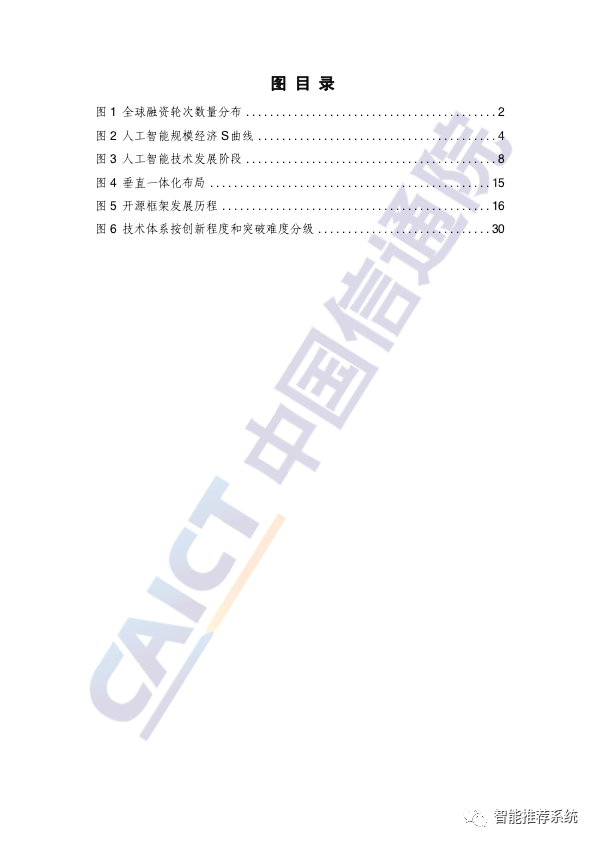 图 目 录
图 1 全球融资轮次数量分布 .......................................... 2
图 2 人工智能规模经济 S 曲线 ........................................ 4
图 3 人工智能技术发展阶段 .......................................... 8
图 4 垂直一体化布局 ............................................... 15
图 5 开源框架发展历程 ............................................. 16
图 6 技术体系按创新程度和突破难度分级 ............................. 30
CAICT 中国信通院
智能推荐系统